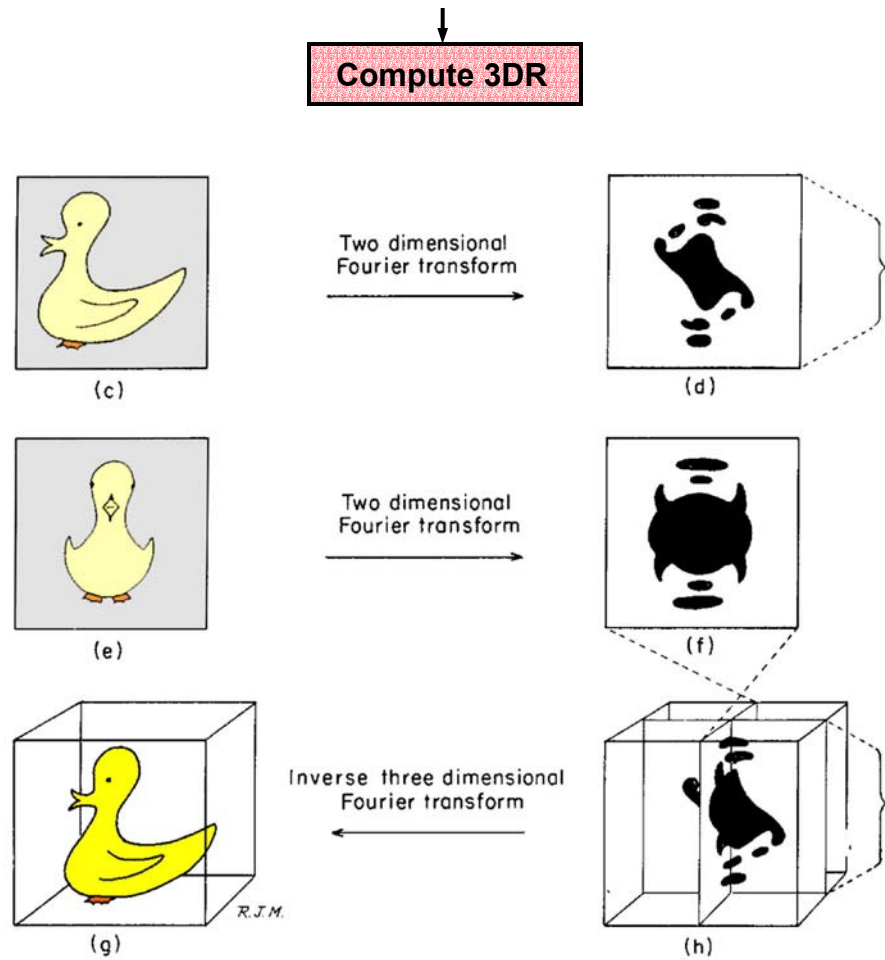 Compute 3DR
Two dimensional
Fourier transform
(c)
(d)
Two dimensional
Fourier transform
(e)
(f)
Inverse three dimensional
Fourier transform
R.J.M.
(g)
(h)